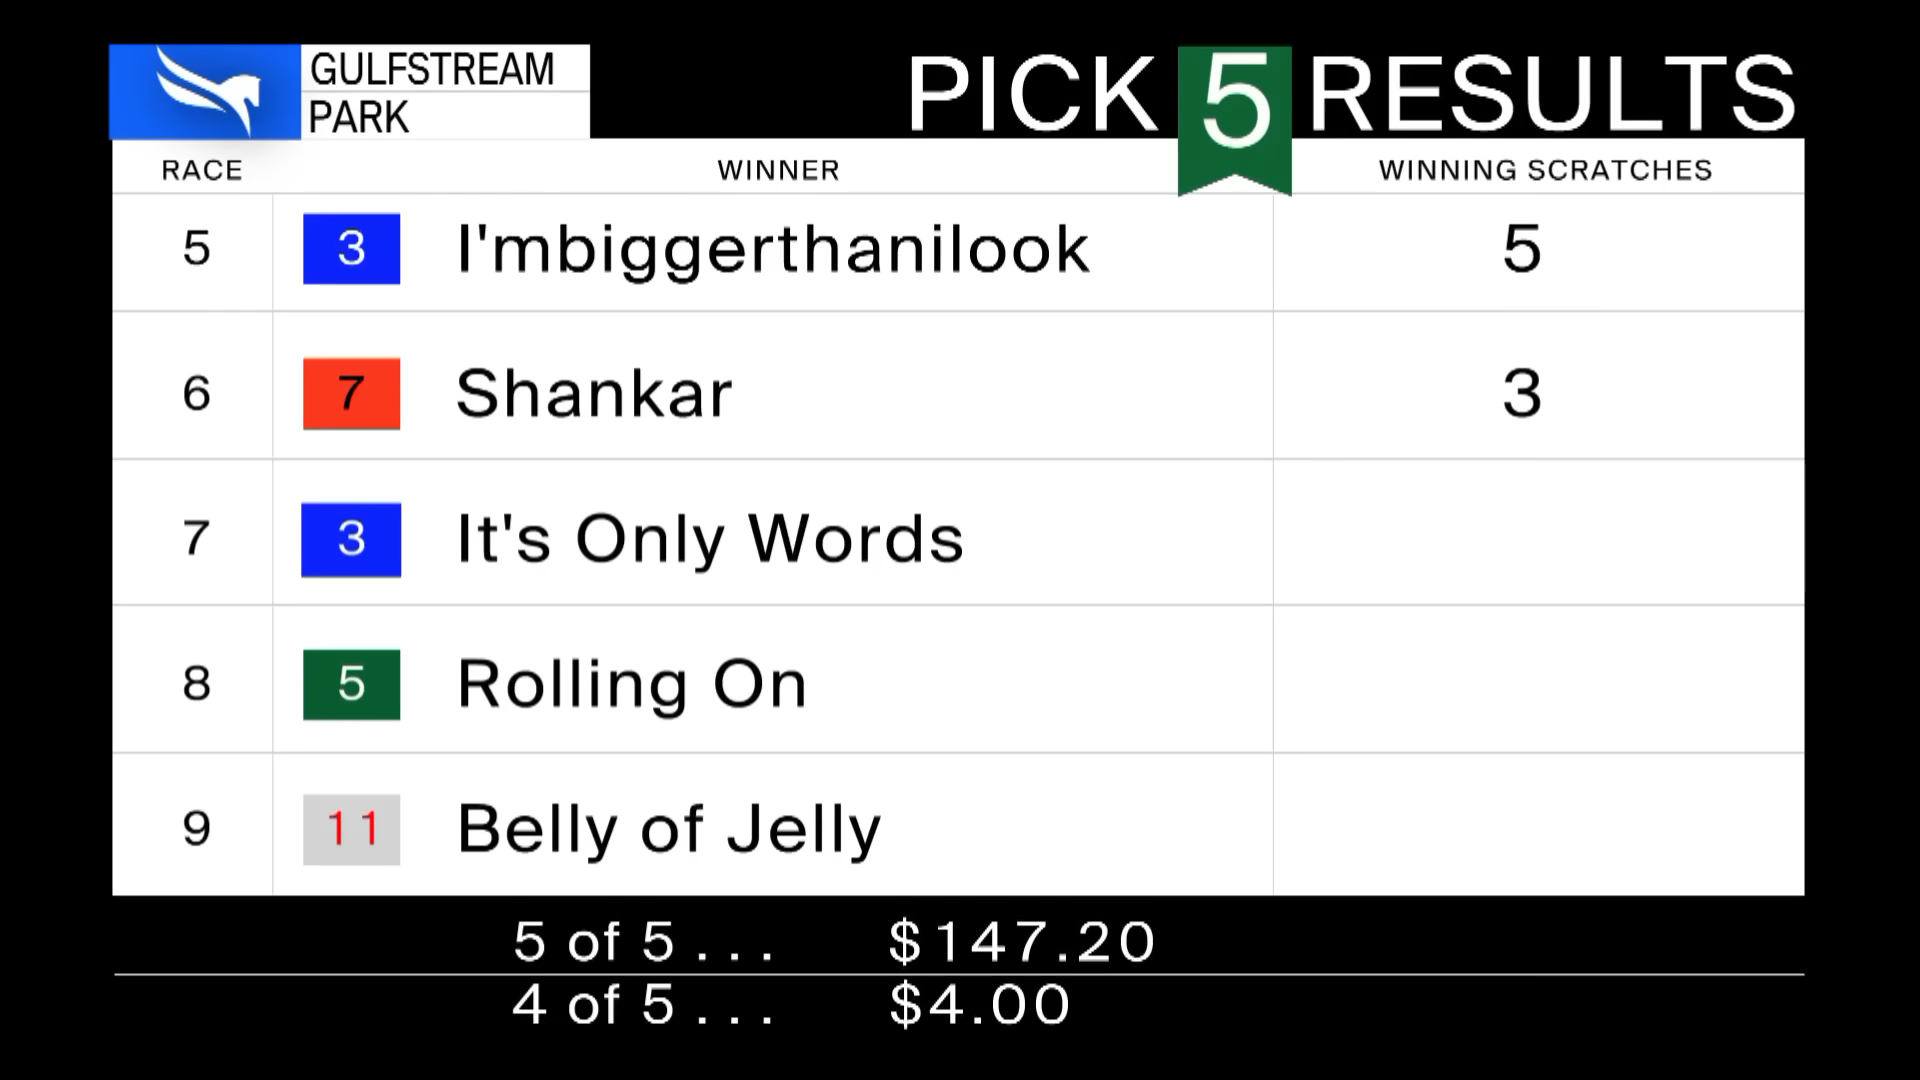 GULFSTREAM
PARK
PICK 5 RESULTS
RACE WINNER WINNING SCRATCHES
5 3 I'mbiggerthanilook 5
6 7 Shankar 3
7 3 It's Only Words
8 5 Rolling On
9 11 Belly of Jelly
5 of 5 . . . $147.20
4 of 5 . . . $4.00